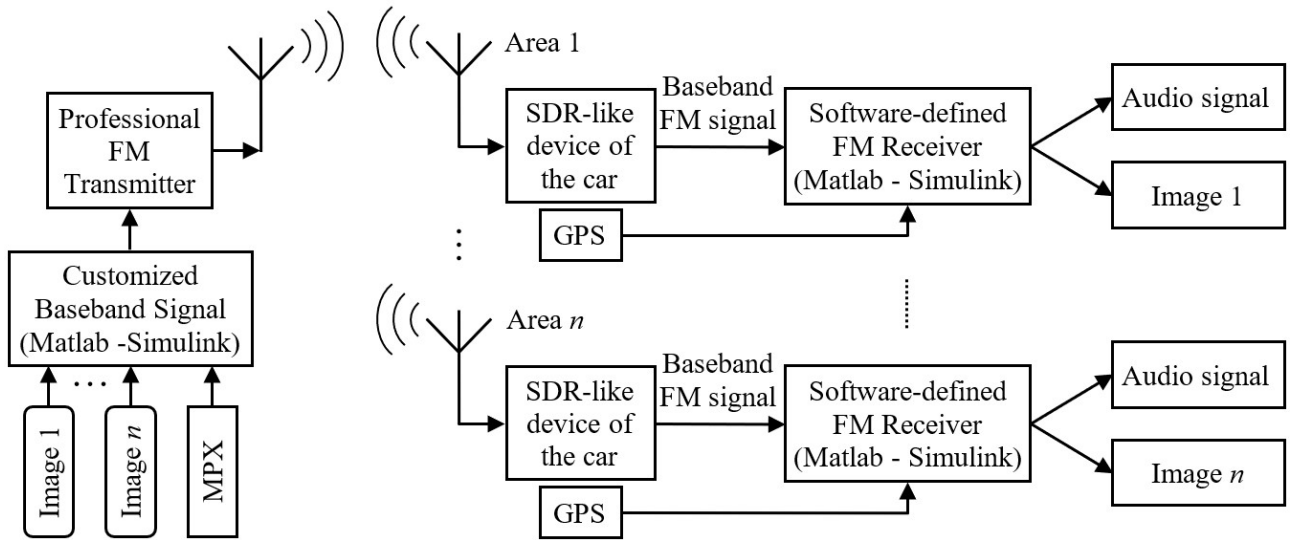 Professional
FM
Transmitter
Customized
Baseband Signal
(Matlab -Simulink)
...
Image 1
Image n
MPX
Area 1
SDR-like
device of
the car
GPS
Baseband
FM signal
Software-defined
FM Receiver
(Matlab - Simulink)
Audio signal
Image 1
Area n
SDR-like
device of
the car
GPS
Baseband
FM signal
Software-defined
FM Receiver
(Matlab - Simulink)
Audio signal
Image n